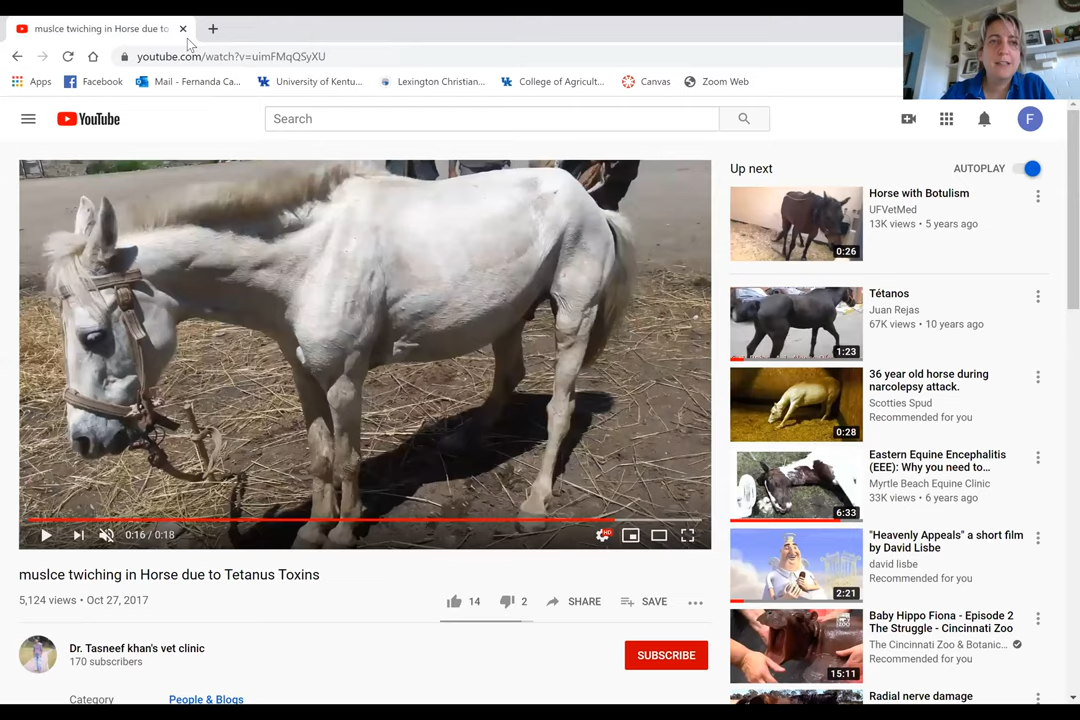 muslce twiching in Horse due to
youtube.com/watch?v=uimFMqQSyXU
Apps
Facebook
Mail - Fernanda Ca...
University of Kentu...
Lexington Christian...
College of Agricult...
Canvas
Zoom Web
YouTube
Search
F
Up next
AUTOPLAY
Horse with Botulism
UFVetMed
13K views • 5 years ago
0:26
Tétanos
Juan Rejas
67K views • 10 years ago
1:23
36 year old horse during
narcolepsy attack.
Scotties Spud
Recommended for you
0:28
Eastern Equine Encephalitis
(EEE): Why you need to...
Myrtle Beach Equine Clinic
33K views • 6 years ago
6:33
"Heavenly Appeals" a short film
by David Lisbe
david lisbe
Recommended for you
2:21
Baby Hippo Fiona - Episode 2
The Struggle - Cincinnati Zoo
The Cincinnati Zoo & Botanic...
Recommended for you
15:11
Radial nerve damage
0:16 / 0:18
HD
muslce twiching in Horse due to Tetanus Toxins
5,124 views • Oct 27, 2017
14
2
SHARE
SAVE
Dr. Tasneef khan's vet clinic
170 subscribers
SUBSCRIBE
Category
People & Blogs